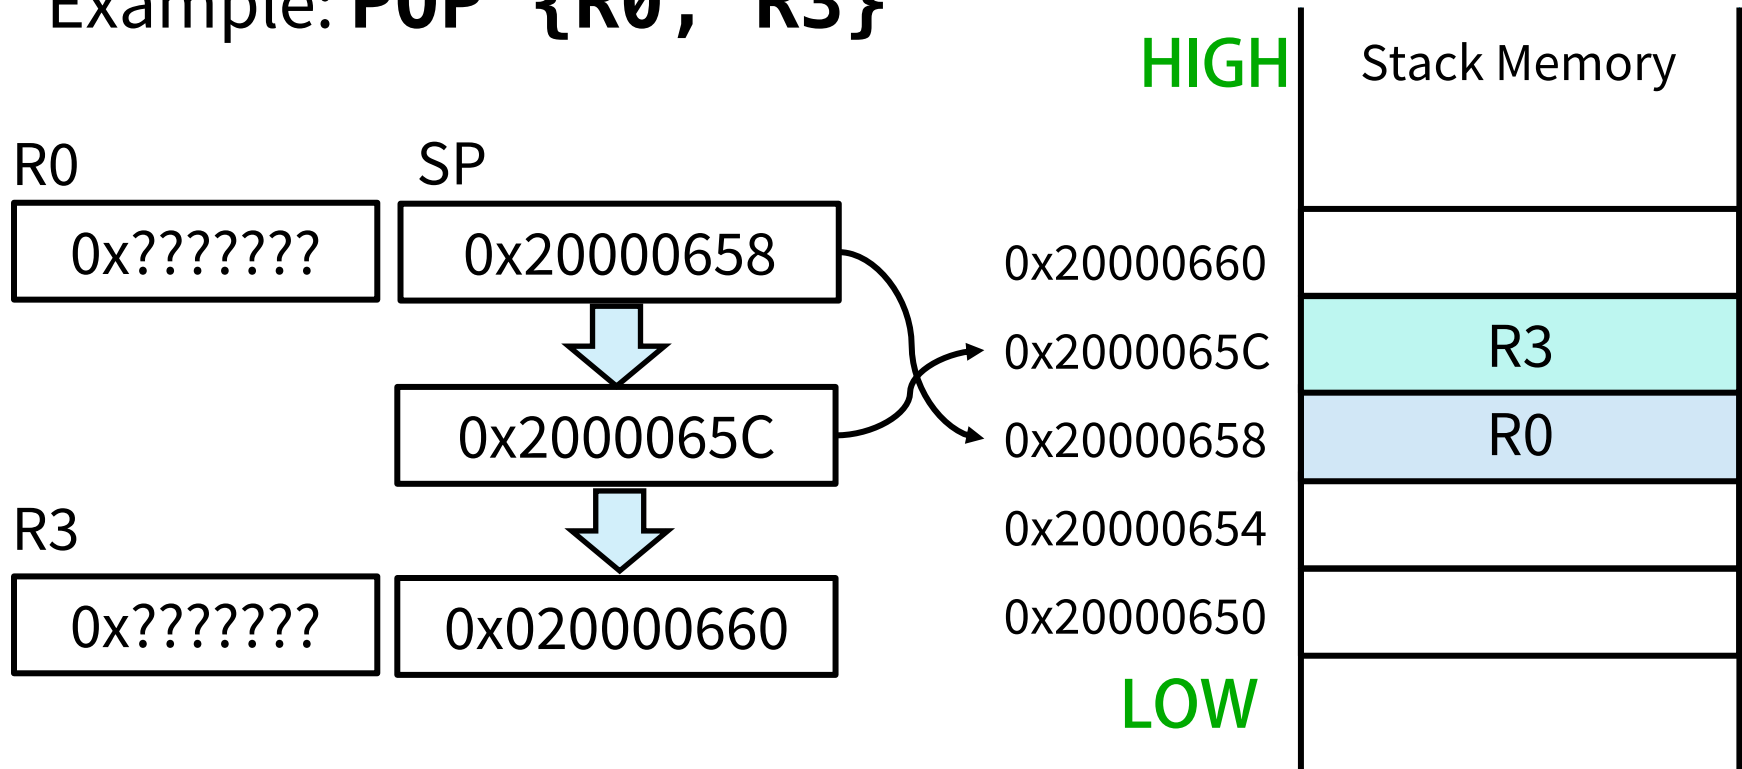 Example: POP {R0, R3}
HIGH
Stack Memory
R0
SP
0x???????
0x20000658
0x20000660
0x2000065C
R3
0x2000065C
0x20000658
R0
R3
0x20000654
0x???????
0x020000660
0x20000650
LOW